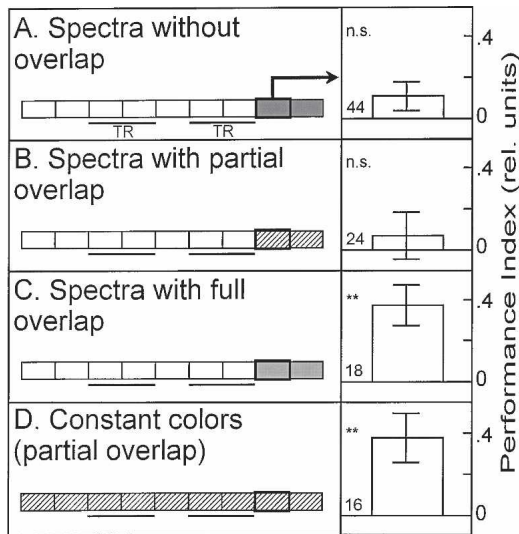 A. Spectra without
overlap
TR
TR
n.s.
44
.4
0
B. Spectra with partial
overlap
n.s.
24
.4
0
C. Spectra with full
overlap
**
18
.4
0
D. Constant colors
(partial overlap)
**
16
.4
0
Performance Index (rel. units)